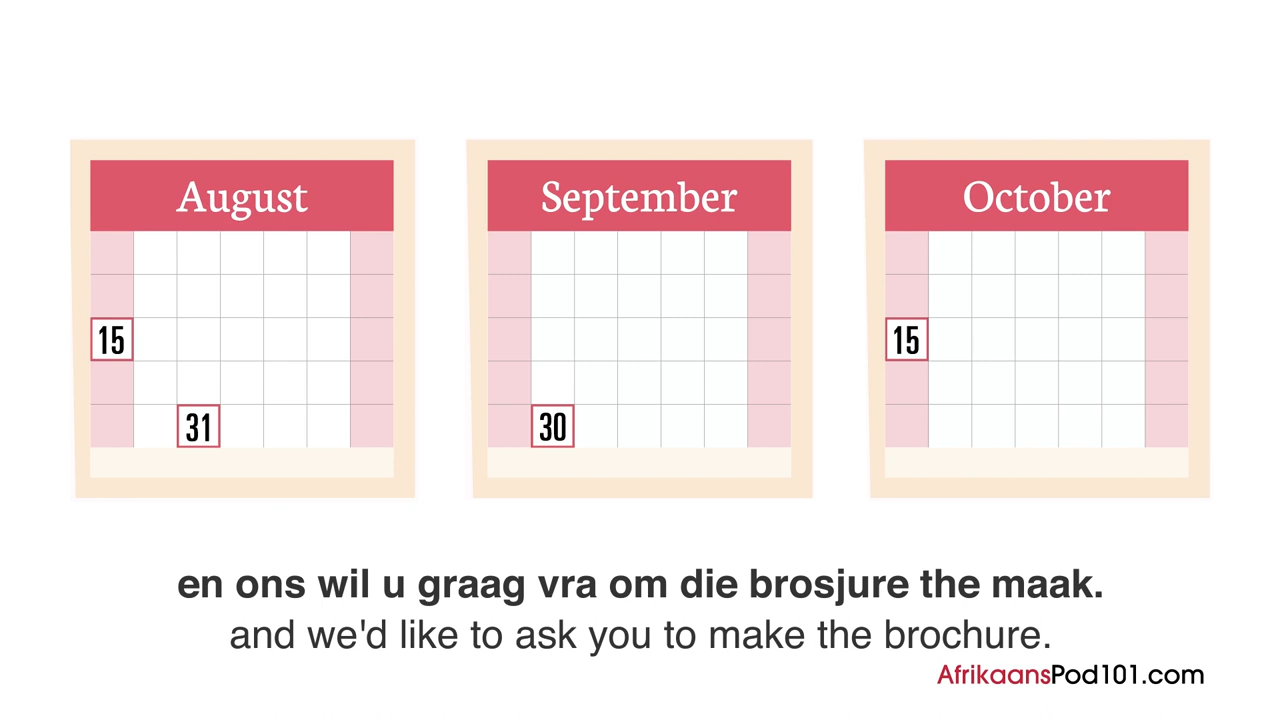 August
September
October
15
15
31
30
en ons wil u graag vra om die brosjure the maak.
and we'd like to ask you to make the brochure.
AfrikaansPod101.com